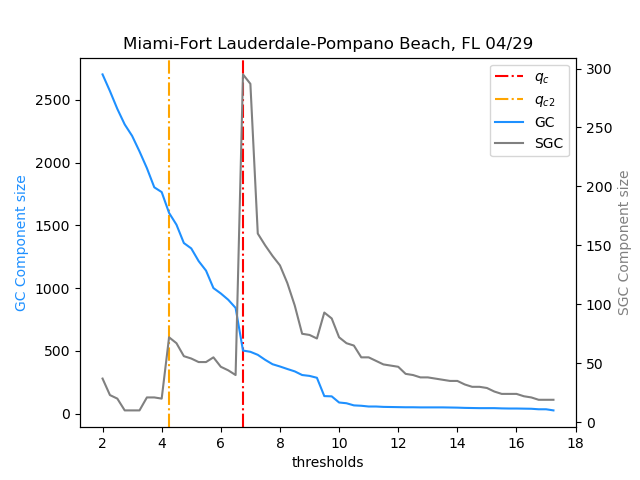 Miami-Fort Lauderdale-Pompano Beach, FL 04/29
q_c
q_c2
GC
SGC
GC Component size
2500
2000
1500
1000
500
0
SGC Component size
300
250
200
150
100
50
0
2 4 6 8 10 12 14 16 18
thresholds